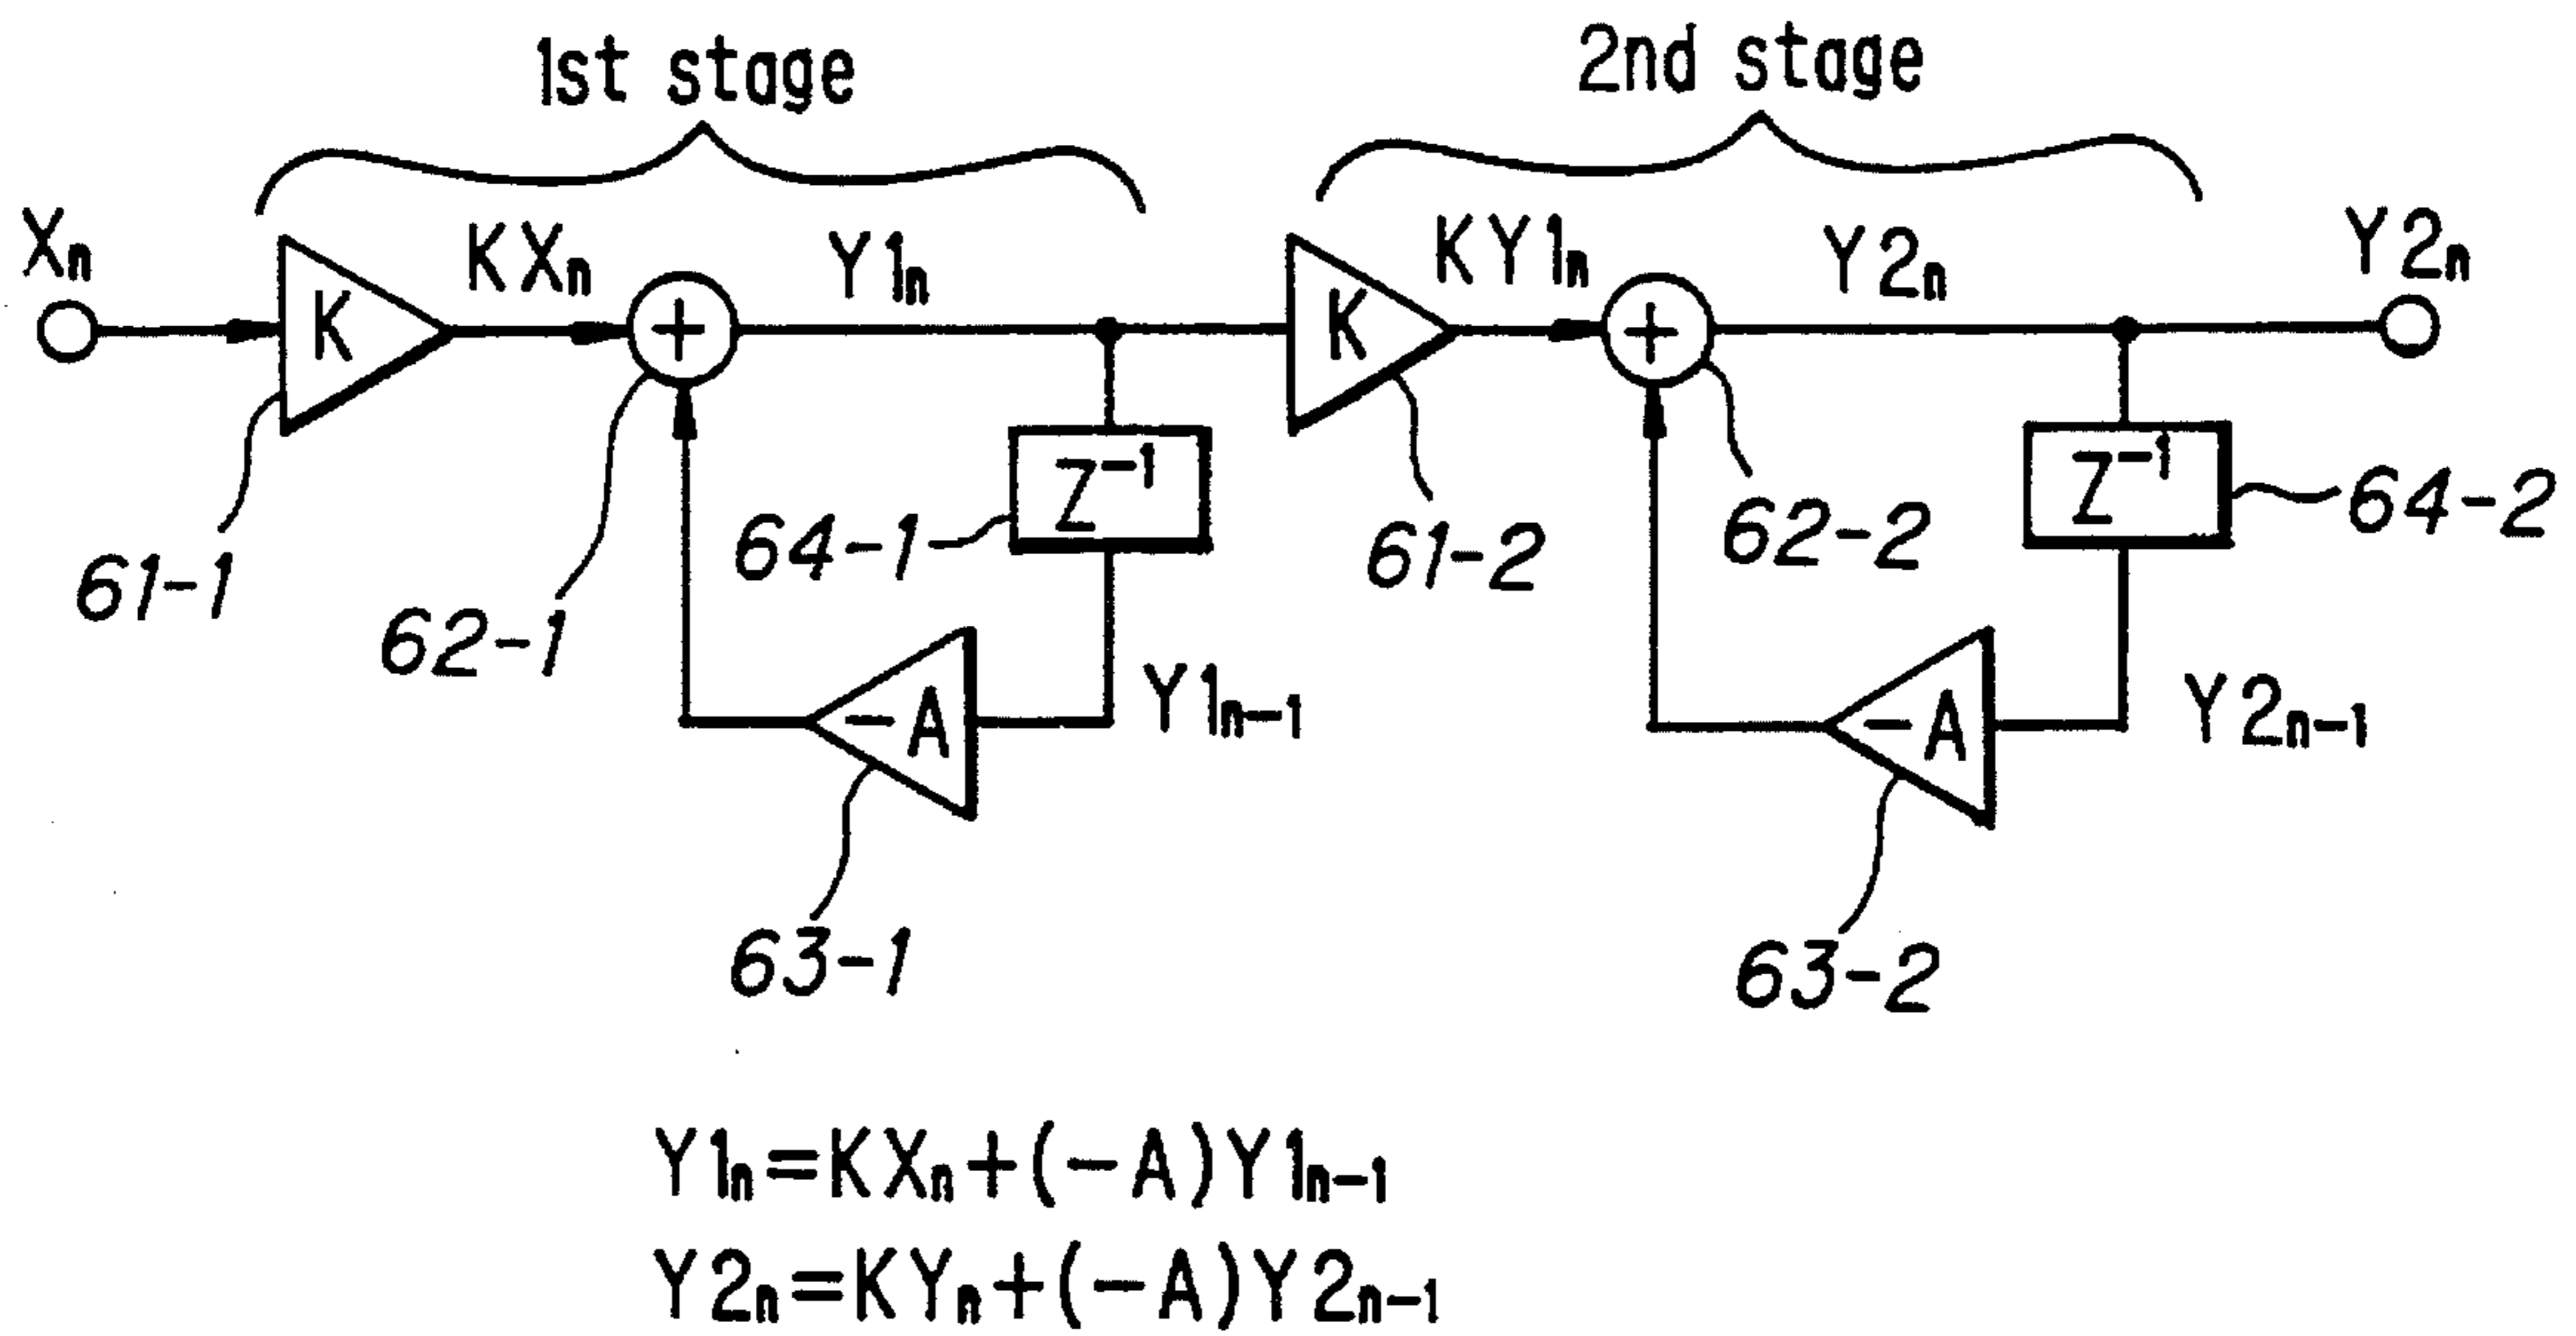 1st stage
2nd stage
Xn
KXn
Y1n
KY1n
Y2n
Y2n
K
+
K
+
Z⁻¹
Z⁻¹
61-1
62-1
64-1
61-2
62-2
64-2
-A
Y1n-1
-A
Y2n-1
63-1
63-2
Y1n=KXn+(-A)Y1n-1
Y2n=KYn+(-A)Y2n-1